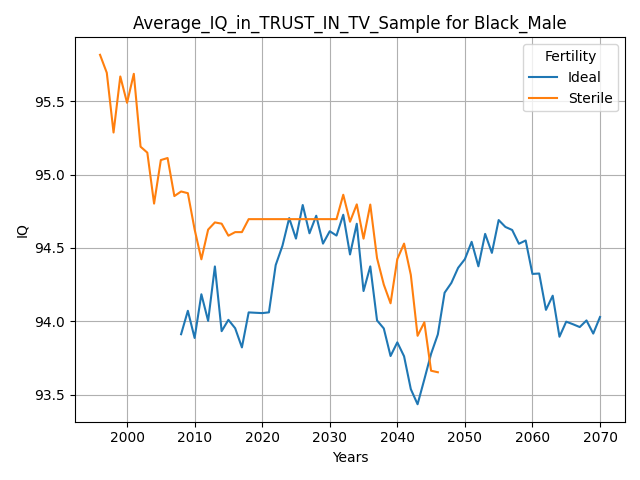 Average_IQ_in_TRUST_IN_TV_Sample for Black_Male
Fertility
Ideal
Sterile
IQ
95.5
95.0
94.5
94.0
93.5
2000 2010 2020 2030 2040 2050 2060 2070
Years